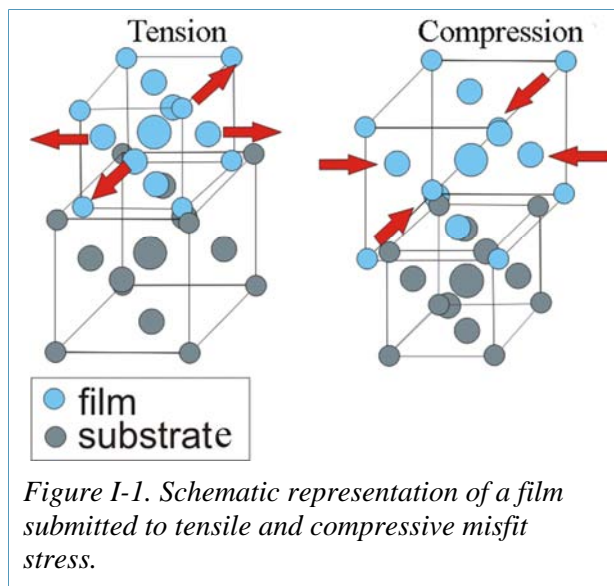 Tension
Compression
film
substrate
Figure I-1. Schematic representation of a film
submitted to tensile and compressive misfit
stress.